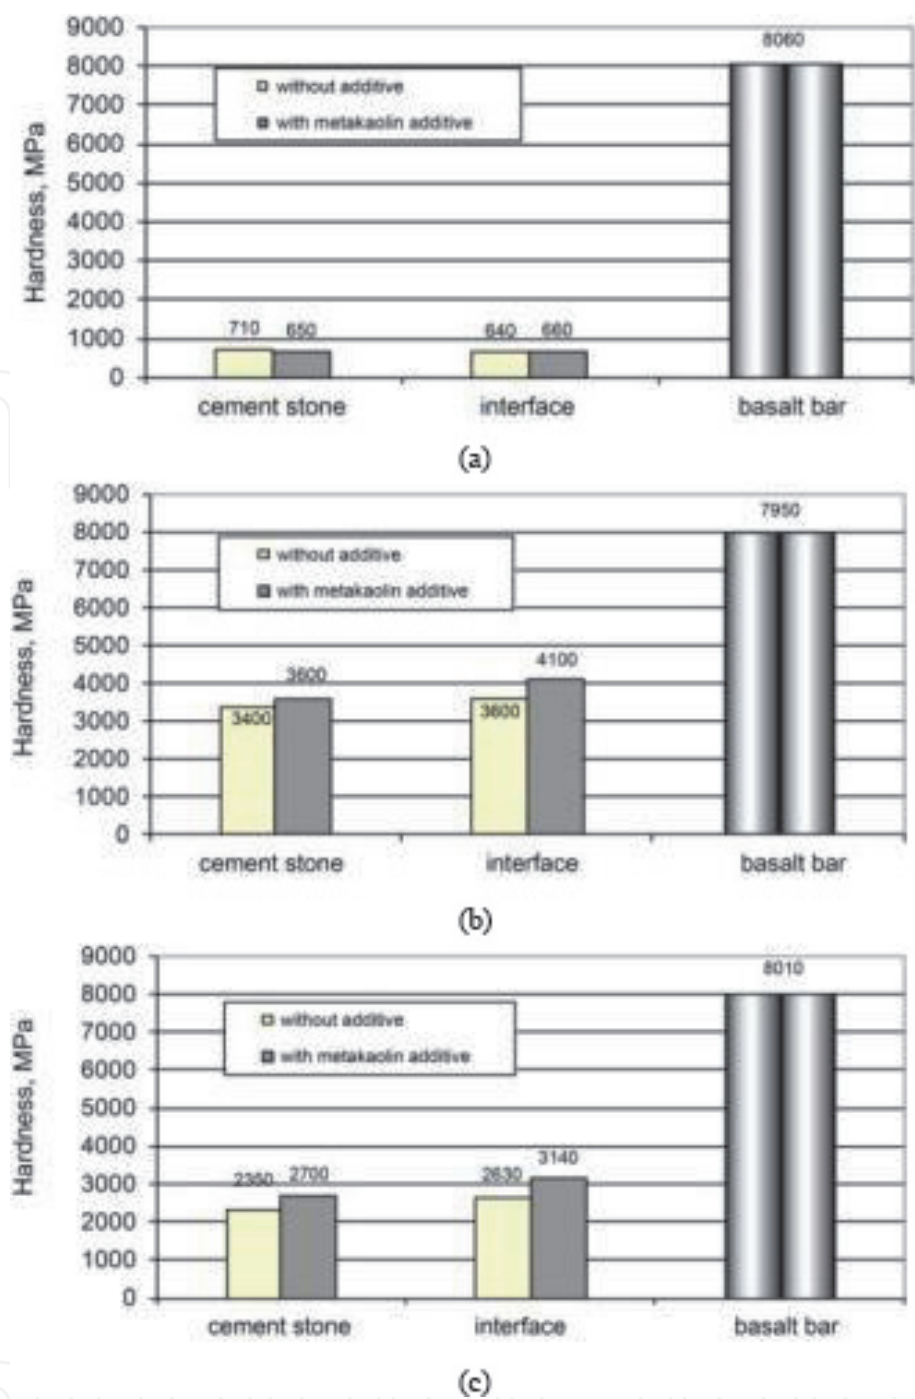 9000
8060
8000
without additive
7000
with metakaolin additive
6000
5000
4000
3000
2000
710 650 640 660
1000
0
Hardness, MPa
cement stone interface basalt bar
(a)
9000
7950
8000
without additive
7000
with metakaolin additive
6000
5000
4100
3600
4000
3400 3600
3000
2000
1000
0
Hardness, MPa
cement stone interface basalt bar
(b)
9000
8010
8000
without additive
7000
with metakaolin additive
6000
5000
4000
3140
2350 2700 2630
3000
2000
1000
0
Hardness, MPa
cement stone interface basalt bar
(c)